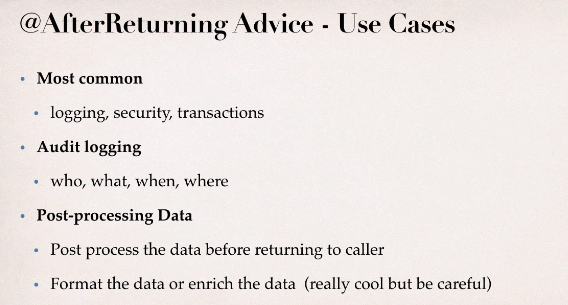 @AfterReturning Advice - Use Cases
• Most common
• logging, security, transactions
• Audit logging
• who, what, when, where
• Post-processing Data
• Post process the data before returning to caller
• Format the data or enrich the data (really cool but be careful)